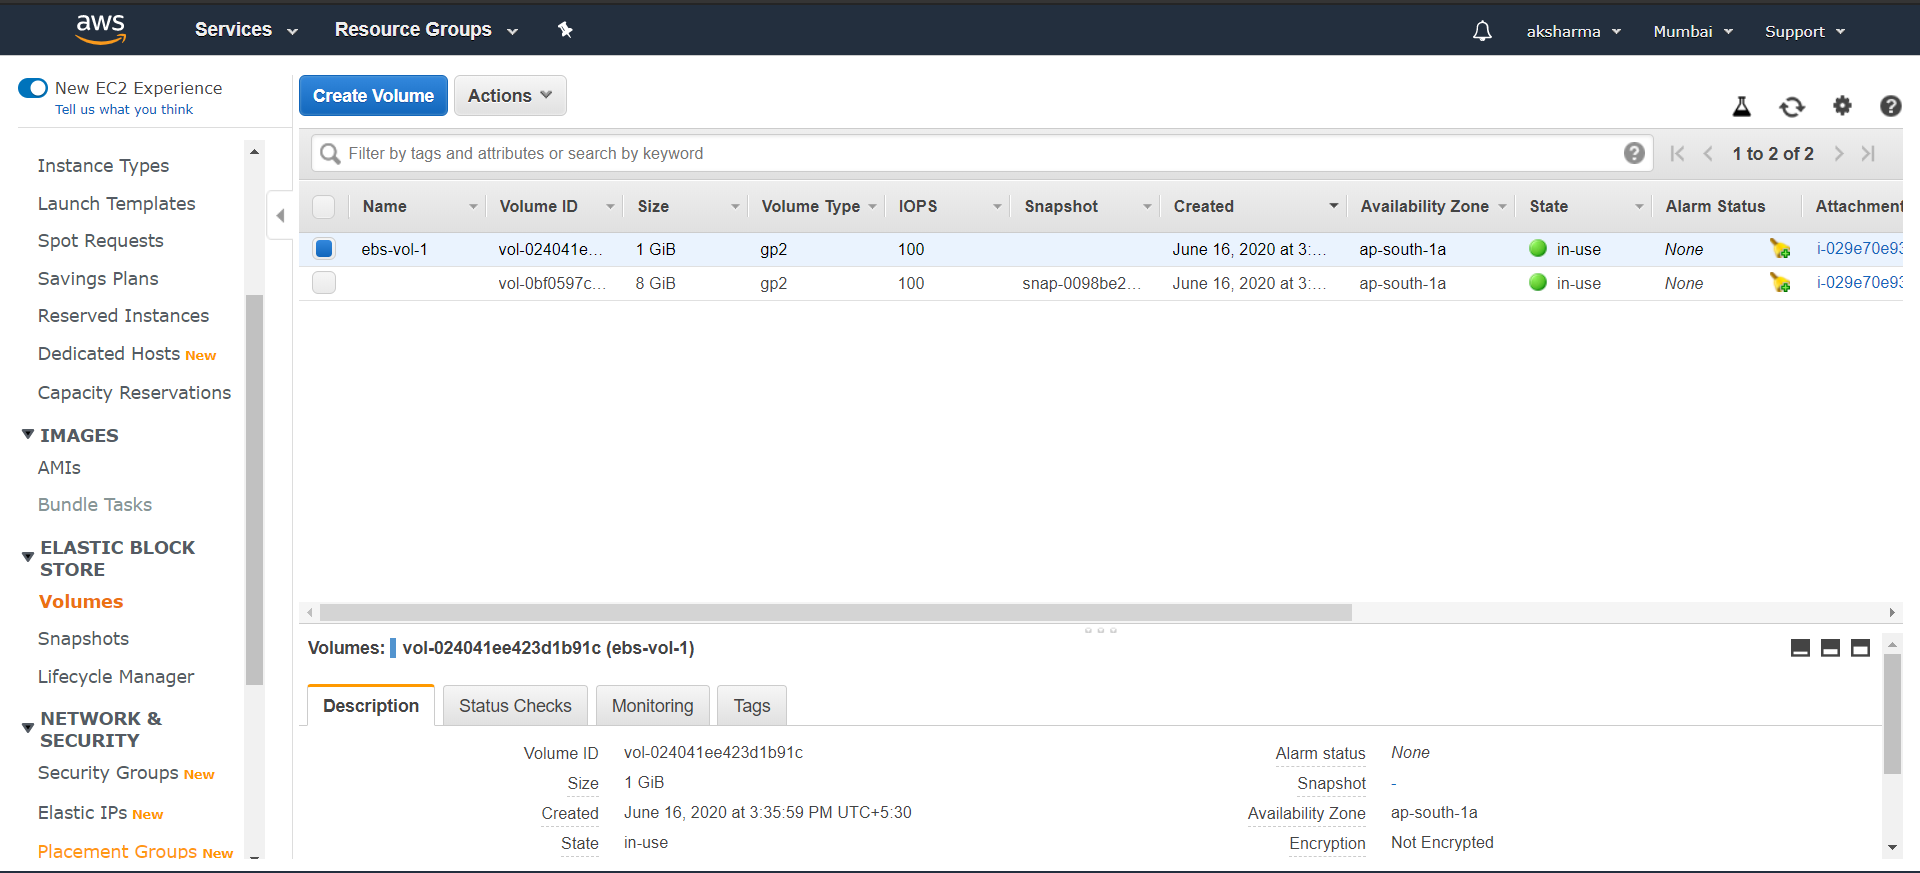 aws
Services
Resource Groups
aksharma
Mumbai
Support
New EC2 Experience
Tell us what you think
Instance Types
Launch Templates
Spot Requests
Savings Plans
Reserved Instances
Dedicated Hosts New
Capacity Reservations
IMAGES
AMIs
Bundle Tasks
ELASTIC BLOCK
STORE
Volumes
Snapshots
Lifecycle Manager
NETWORK &
SECURITY
Security Groups New
Elastic IPs New
Placement Groups New
Create Volume
Actions
Filter by tags and attributes or search by keyword
1 to 2 of 2
Name Volume ID Size Volume Type IOPS Snapshot Created Availability Zone State Alarm Status Attachment
ebs-vol-1 vol-024041e... 1 GiB gp2 100 June 16, 2020 at 3:... ap-south-1a in-use None i-029e70e93
vol-0bf0597c... 8 GiB gp2 100 snap-0098be2... June 16, 2020 at 3:... ap-south-1a in-use None i-029e70e93
Volumes: vol-024041ee423d1b91c (ebs-vol-1)
Description Status Checks Monitoring Tags
Volume ID vol-024041ee423d1b91c Alarm status None
Size 1 GiB Snapshot -
Created June 16, 2020 at 3:35:59 PM UTC+5:30 Availability Zone ap-south-1a
State in-use Encryption Not Encrypted